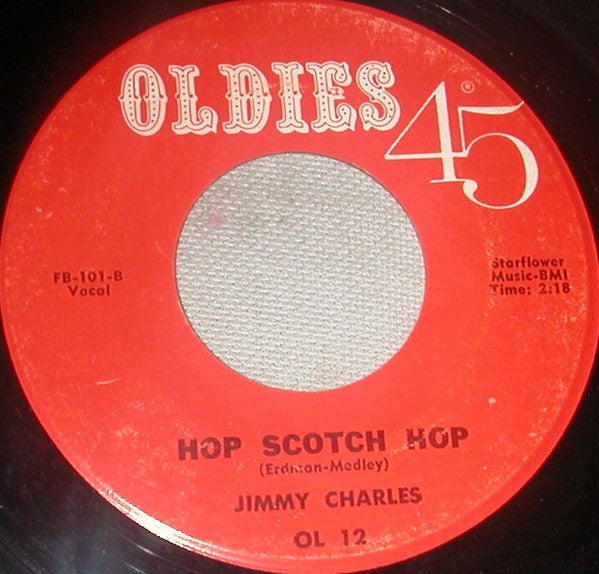 OLDIES 45®
FB-101-B
Vocal
Starflower
Music-BMI
Time: 2:18
HOP SCOTCH HOP
(Erdman-Medley)
JIMMY CHARLES
OL 12